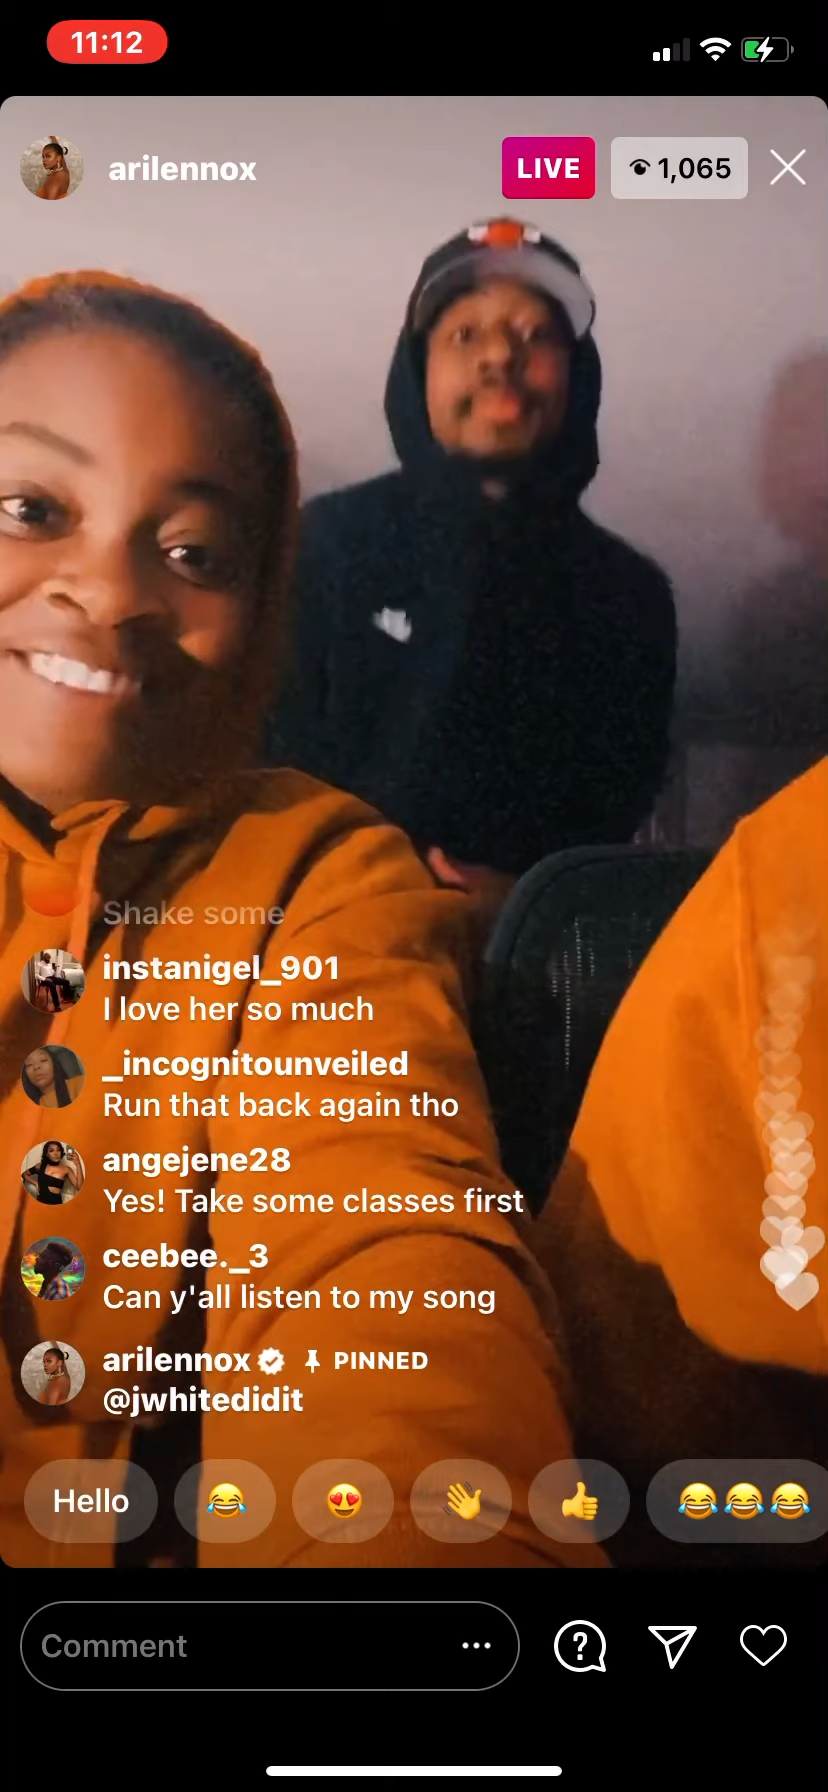 11:12
arilennox
LIVE
1,065
Shake some
instanigel_901
I love her so much
_incognitounveiled
Run that back again tho
angejene28
Yes! Take some classes first
ceebee._3
Can y'all listen to my song
arilennox PINNED
@jwhitedidit
Hello 😂 😍 👋 👍 😂😂😂
Comment